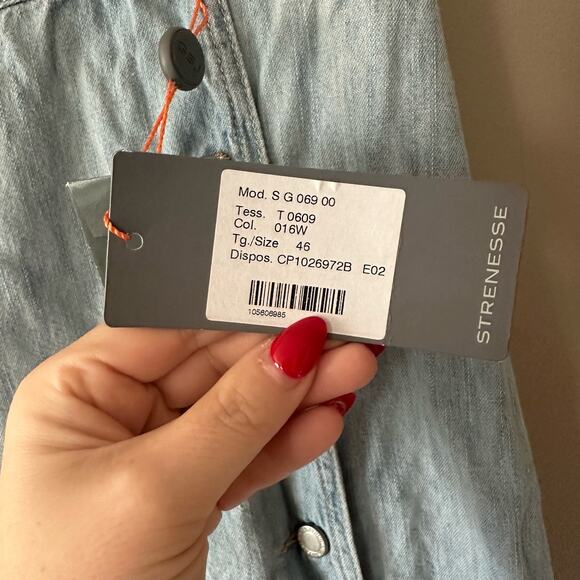 Mod. S G 069 00
Tess. T 0609
Col. 016W
Tg./Size 46
Dispos. CP1026972B E02
105606985
STRENESSE